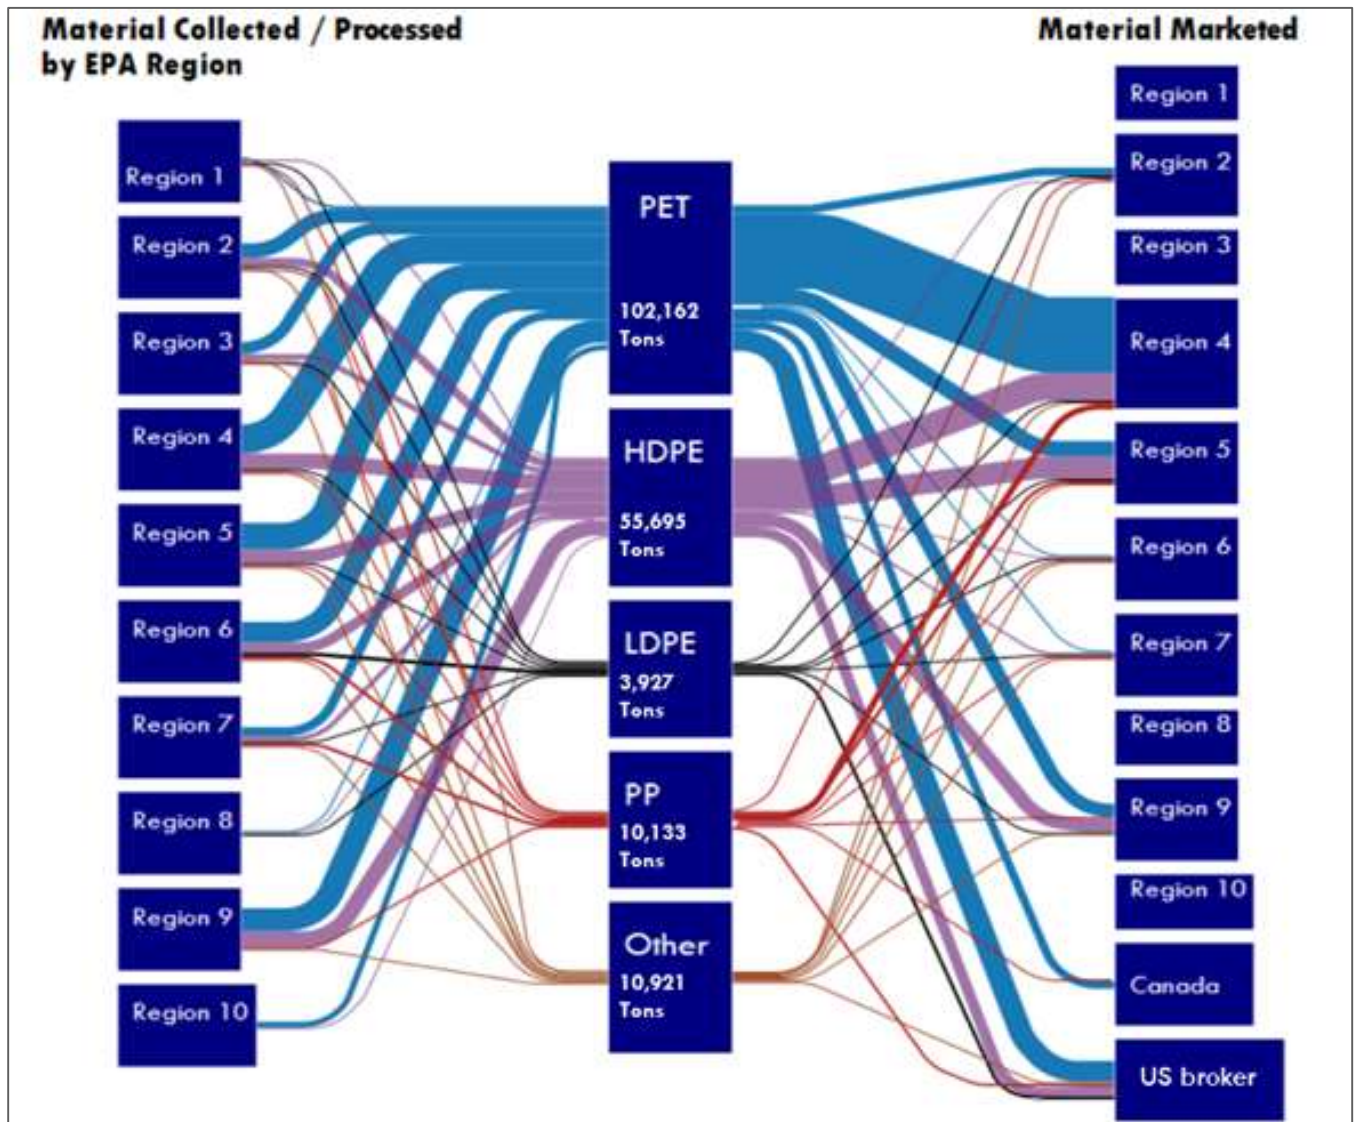 Material Collected / Processed
by EPA Region
Material Marketed
Region 1
Region 2
Region 3
Region 4
Region 5
Region 6
Region 7
Region 8
Region 9
Region 10
PET
102,162
Tons
HDPE
55,695
Tons
LDPE
3,927
Tons
PP
10,133
Tons
Other
10,921
Tons
Region 1
Region 2
Region 3
Region 4
Region 5
Region 6
Region 7
Region 8
Region 9
Region 10
Canada
US broker